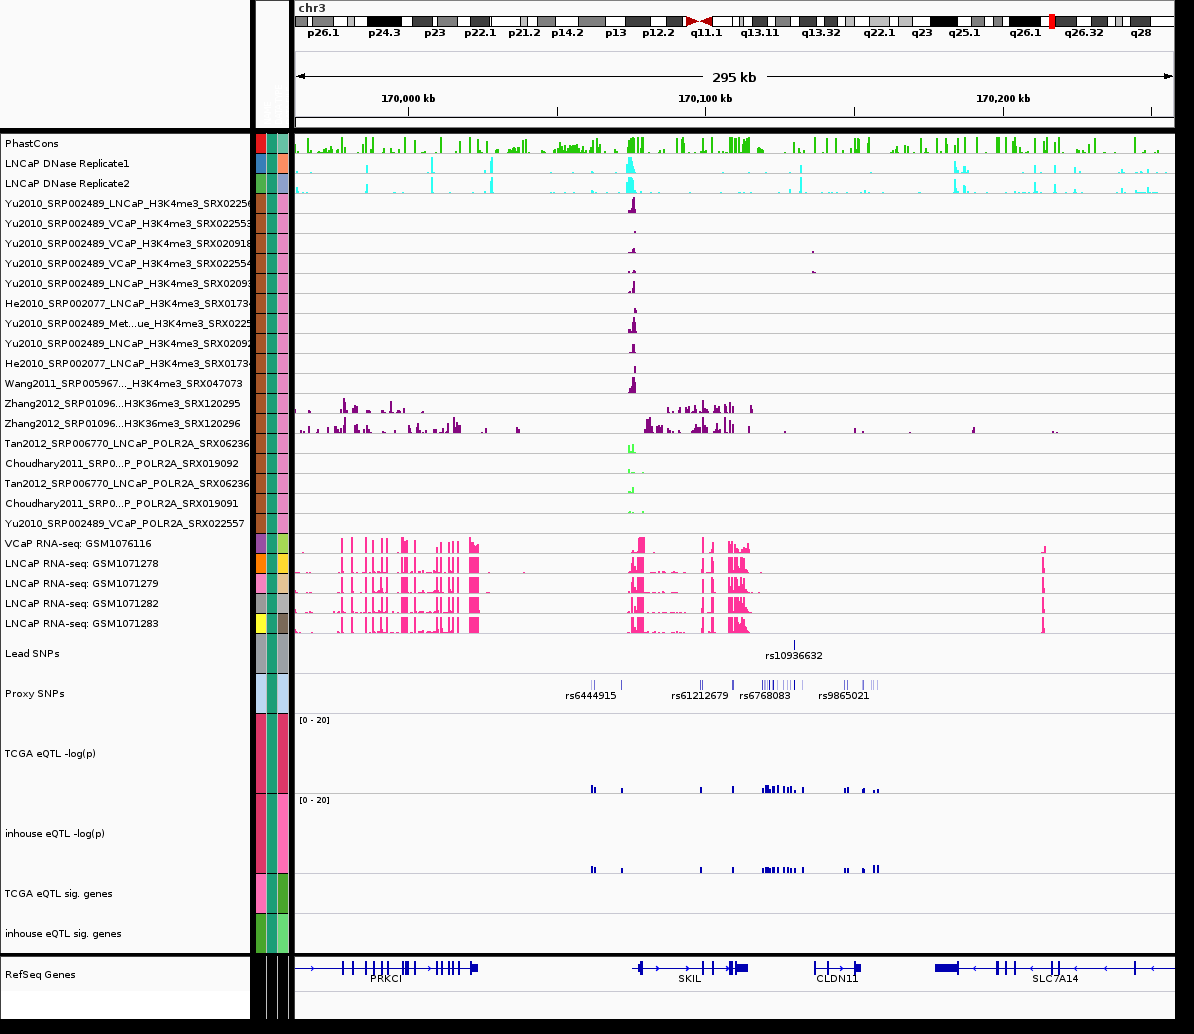 chr3
p26.1 p24.3 p23 p22.1 p21.2 p14.2 p13 p12.2 q11.1 q13.11 q13.32 q22.1 q23 q25.1 q26.1 q26.32 q28
295 kb
170,000 kb 170,100 kb 170,200 kb
PhastCons
LNCaP DNase Replicate1
LNCaP DNase Replicate2
Yu2010_SRP002489_LNCaP_H3K4me3_SRX02256
Yu2010_SRP002489_VCaP_H3K4me3_SRX022553
Yu2010_SRP002489_VCaP_H3K4me3_SRX020918
Yu2010_SRP002489_VCaP_H3K4me3_SRX022554
Yu2010_SRP002489_LNCaP_H3K4me3_SRX02093
He2010_SRP002077_LNCaP_H3K4me3_SRX0173
Yu2010_SRP002489_Met...ue_H3K4me3_SRX0225
Yu2010_SRP002489_LNCaP_H3K4me3_SRX02092
He2010_SRP002077_LNCaP_H3K4me3_SRX0173
Wang2011_SRP005967..._H3K4me3_SRX047073
Zhang2012_SRP01096...H3K36me3_SRX120295
Zhang2012_SRP01096...H3K36me3_SRX120296
Tan2012_SRP006770_LNCaP_POLR2A_SRX06236
Choudhary2011_SRP0...P_POLR2A_SRX019092
Tan2012_SRP006770_LNCaP_POLR2A_SRX06236
Choudhary2011_SRP0...P_POLR2A_SRX019091
Yu2010_SRP002489_VCaP_POLR2A_SRX022557
VCaP RNA-seq: GSM1076116
LNCaP RNA-seq: GSM1071278
LNCaP RNA-seq: GSM1071279
LNCaP RNA-seq: GSM1071282
LNCaP RNA-seq: GSM1071283
Lead SNPs
rs10936632
Proxy SNPs
rs6444915 rs61212679 rs6768083 rs9865021
[0 - 20]
TCGA eQTL -log(p)
[0 - 20]
inhouse eQTL -log(p)
TCGA eQTL sig. genes
inhouse eQTL sig. genes
RefSeq Genes
PRKCI SKIL CLDN11 SLC7A14